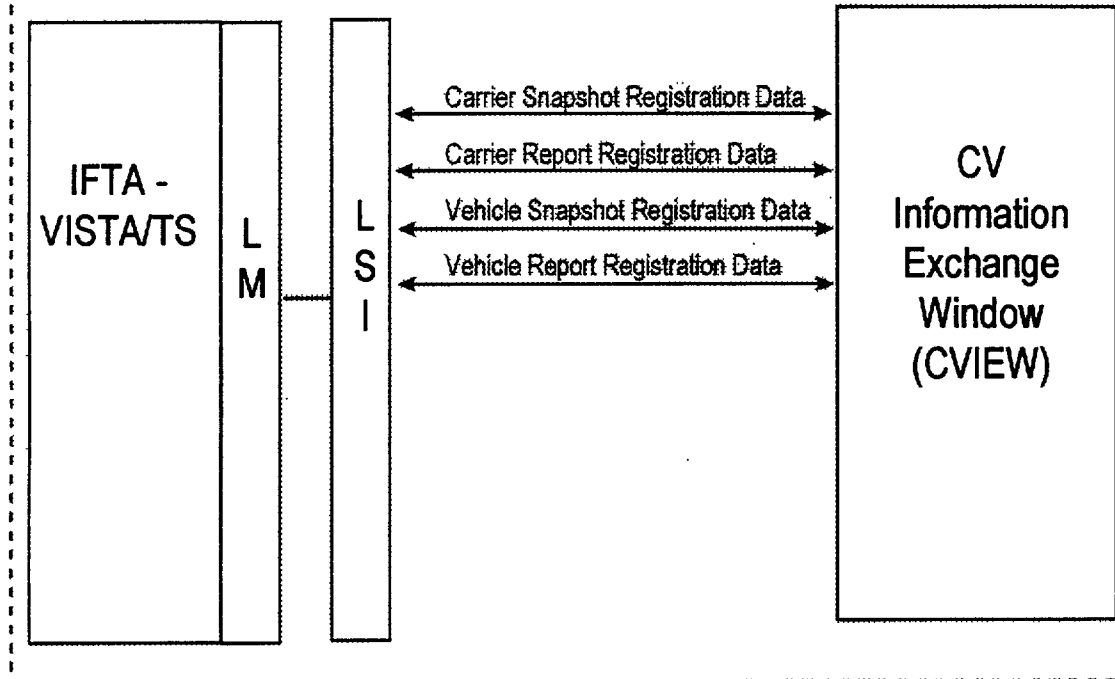 IFTA -
VISTA/TS
L
M
L
S
I
Carrier Snapshot Registration Data
Carrier Report Registration Data
Vehicle Snapshot Registration Data
Vehicle Report Registration Data
CV
Information
Exchange
Window
(CVIEW)